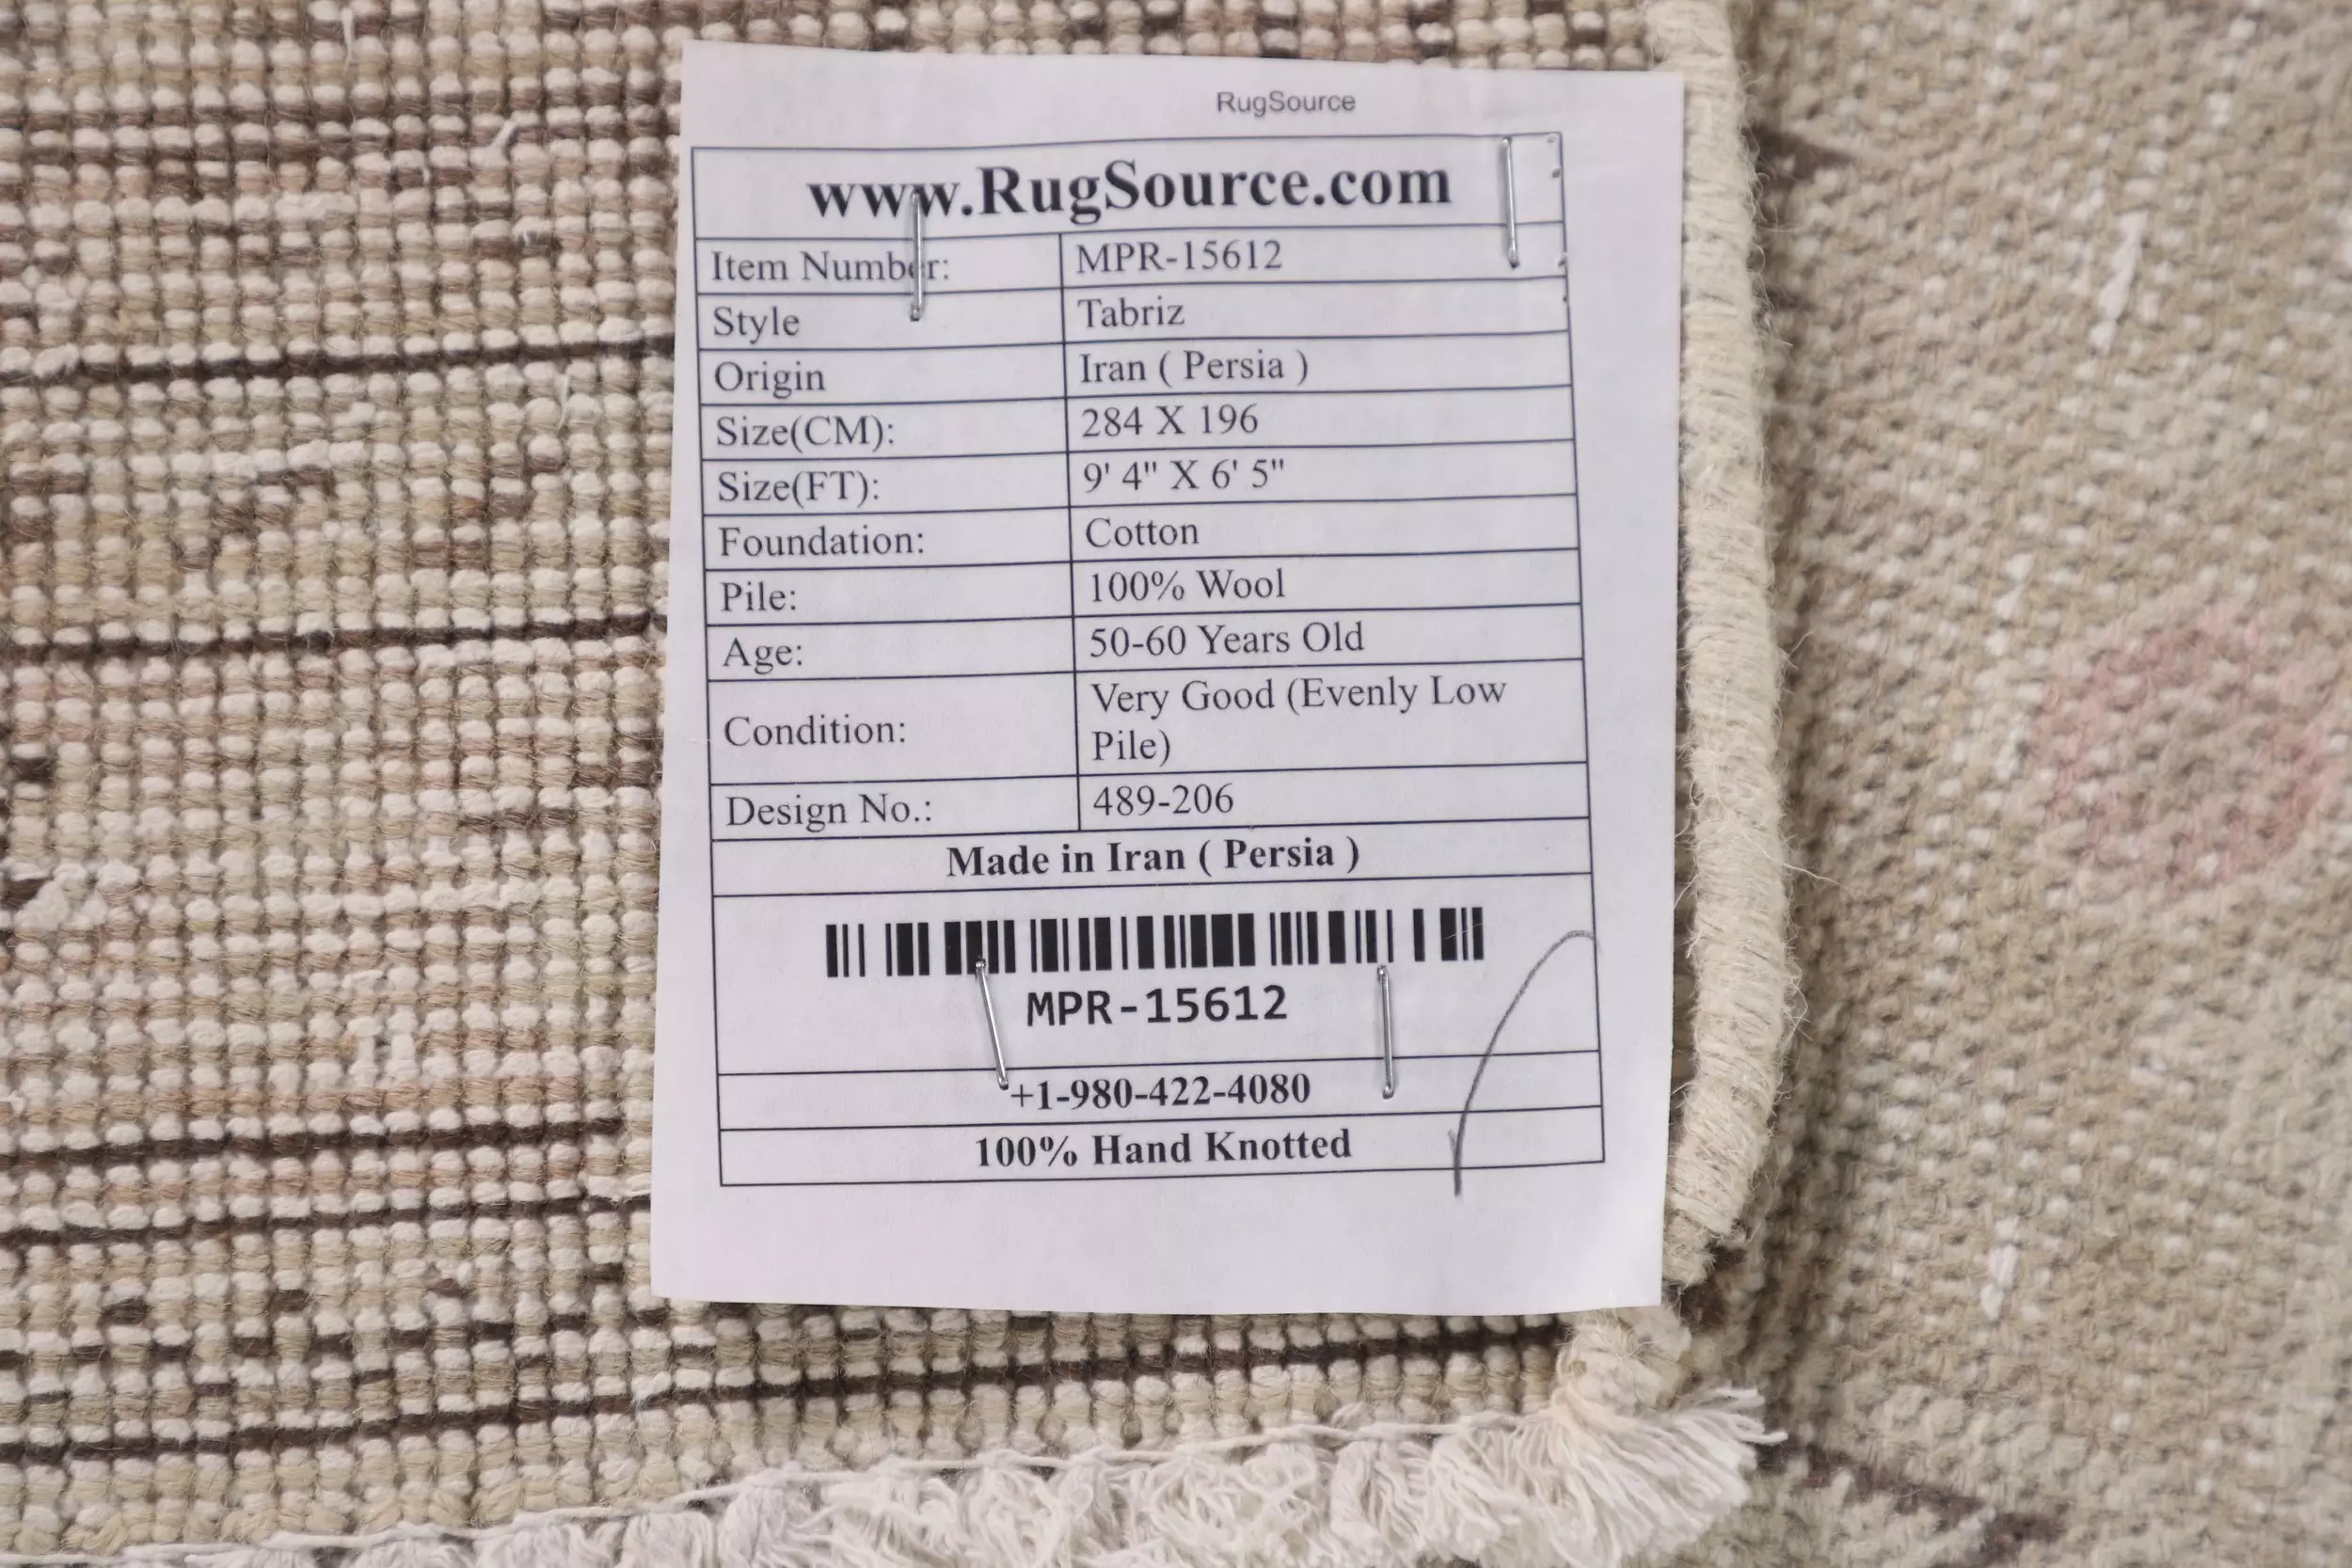 RugSource
www.RugSource.com
Item Number: MPR-15612
Style Tabriz
Origin Iran ( Persia )
Size(CM): 284 X 196
Size(FT): 9' 4" X 6' 5"
Foundation: Cotton
Pile: 100% Wool
Age: 50-60 Years Old
Condition: Very Good (Evenly Low
Pile)
Design No.: 489-206
Made in Iran ( Persia )
MPR-15612
+1-980-422-4080
100% Hand Knotted